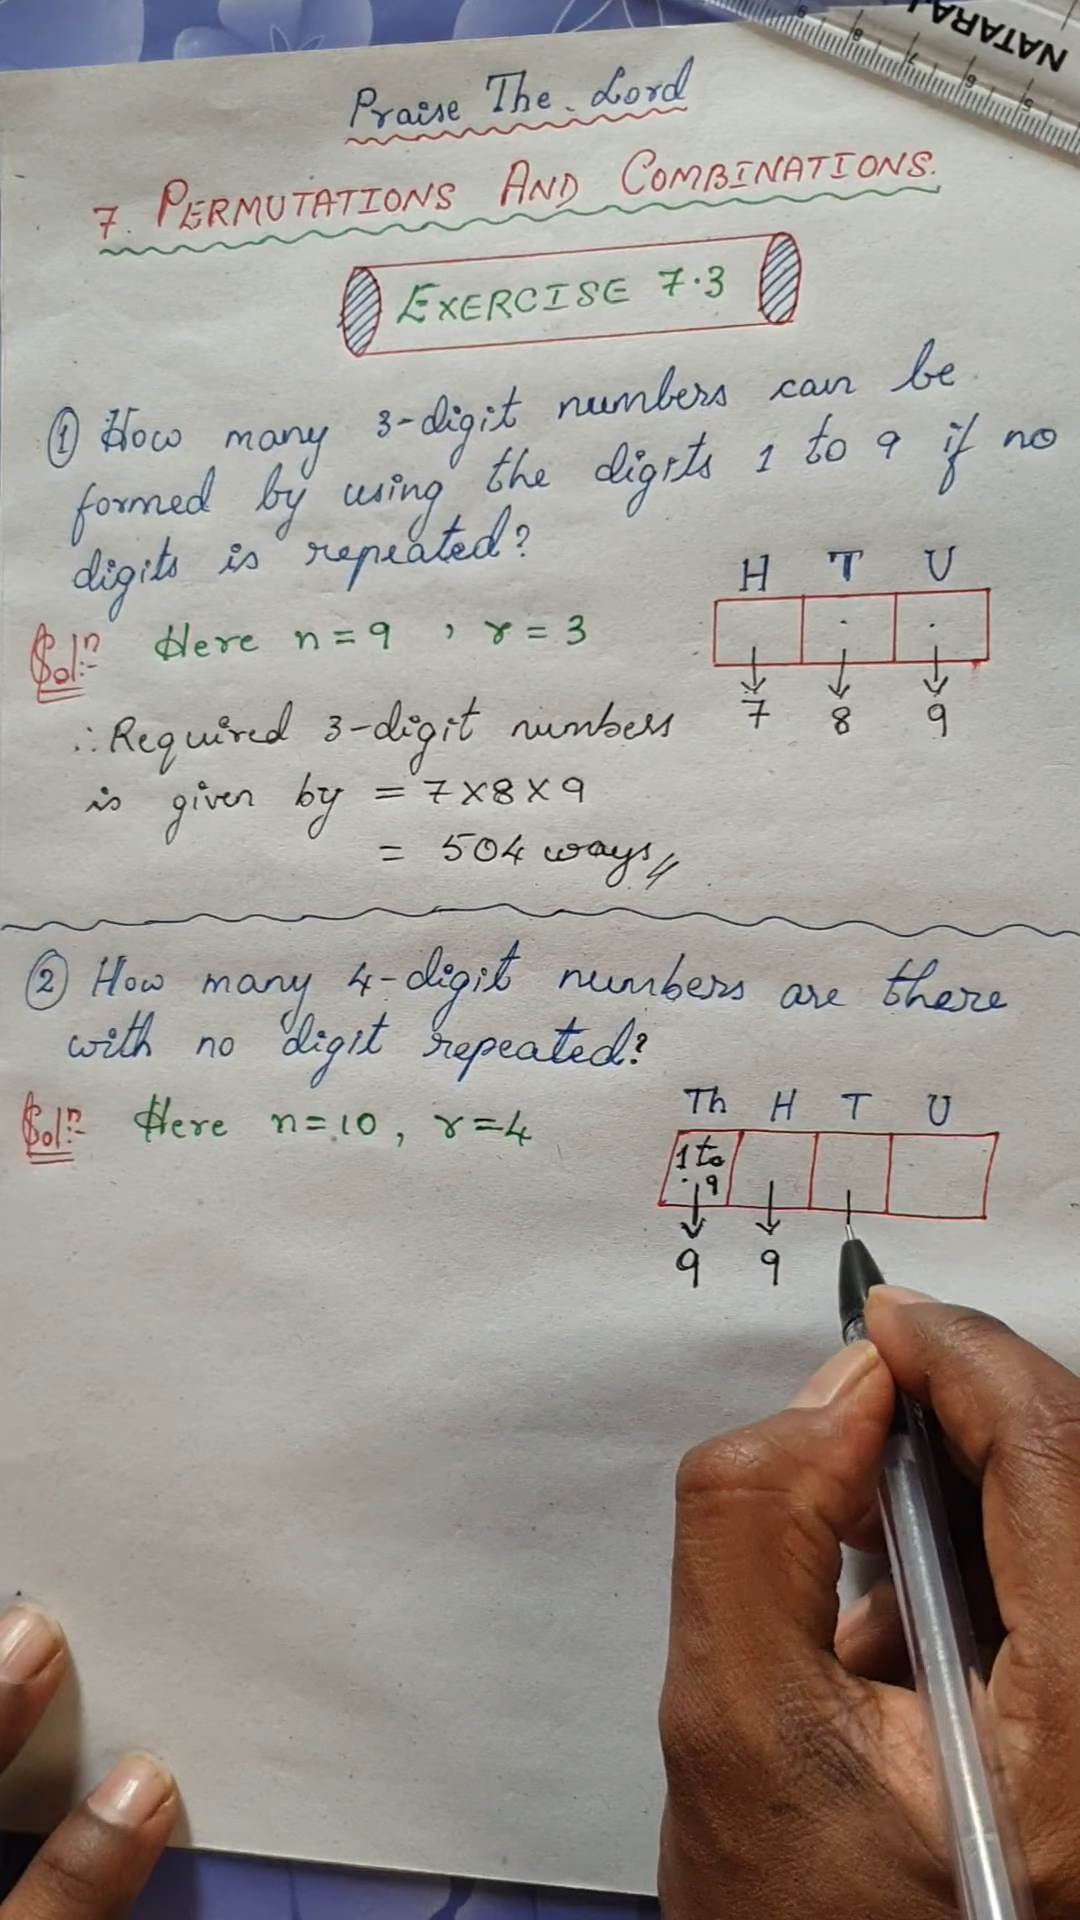 NATARAJ
Praise The Lord
7. PERMUTATIONS AND COMBINATIONS.
EXERCISE 7.3
① How many 3-digit numbers can be
formed by using the digits 1 to 9 if no
digits is repeated?
H T U
Solⁿ:- Here n = 9 , r = 3
7 8 9
∴ Required 3-digit numbers
is given by = 7×8×9
= 504 ways //
② How many 4-digit numbers are there
with no digit repeated?
Th H T U
Solⁿ:- Here n=10, r=4
1 to
9
9 9